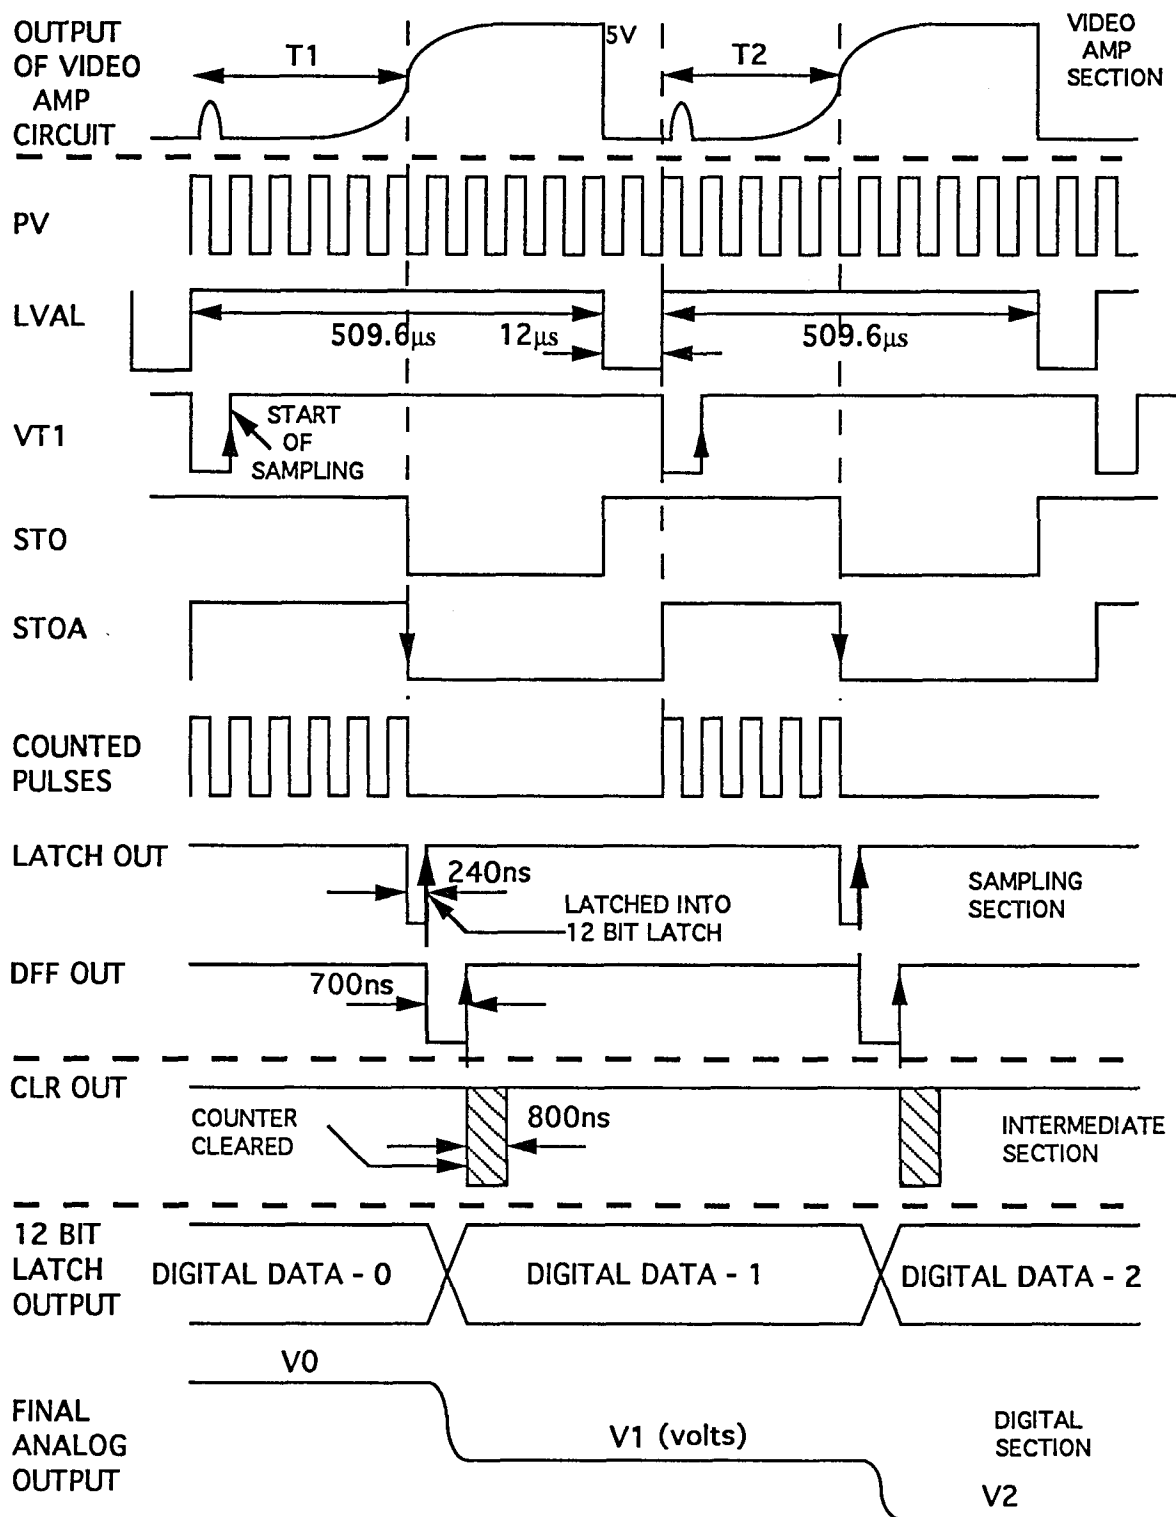 OUTPUT
OF VIDEO
AMP
CIRCUIT
T1
5V
T2
VIDEO
AMP
SECTION
PV
LVAL
509.6μs
12μs
509.6μs
VT1
START
OF
SAMPLING
STO
STOA
COUNTED
PULSES
LATCH OUT
240ns
LATCHED INTO
12 BIT LATCH
SAMPLING
SECTION
DFF OUT
700ns
CLR OUT
COUNTER
CLEARED
800ns
INTERMEDIATE
SECTION
12 BIT
LATCH
OUTPUT
DIGITAL DATA - 0
DIGITAL DATA - 1
DIGITAL DATA - 2
V0
FINAL
ANALOG
OUTPUT
V1 (volts)
DIGITAL
SECTION
V2